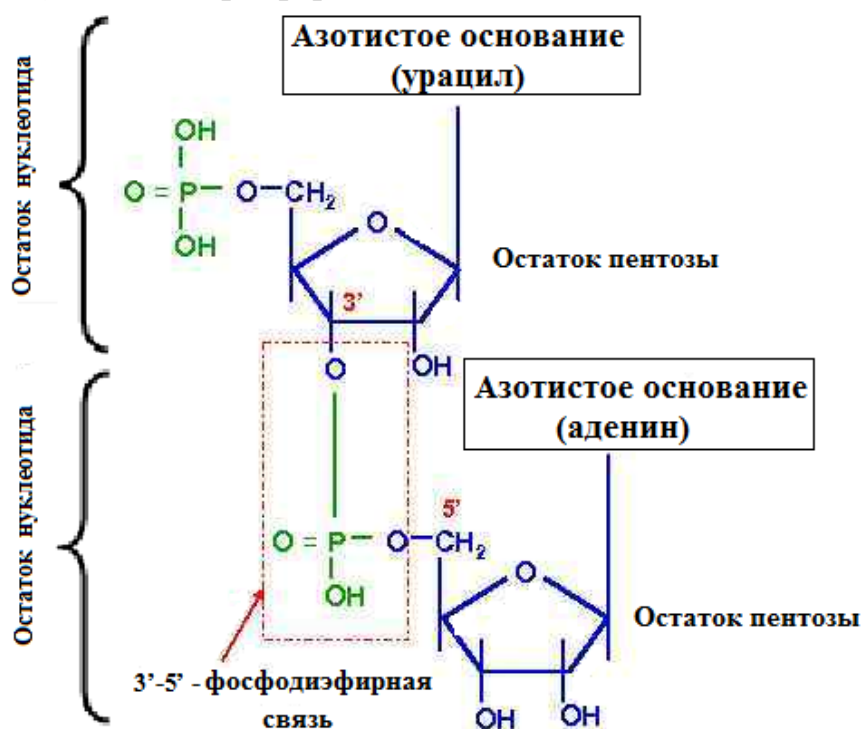 Азотистое основание
(урацил)
Остаток нуклеотида
OH
O=P-O-CH2
OH
O
Остаток пентозы
3'
O
OH
Азотистое основание
(аденин)
Остаток нуклеотида
5'
O=P-O-CH2
OH
O
Остаток пентозы
3'-5' - фосфодиэфирная
связь
OH OH